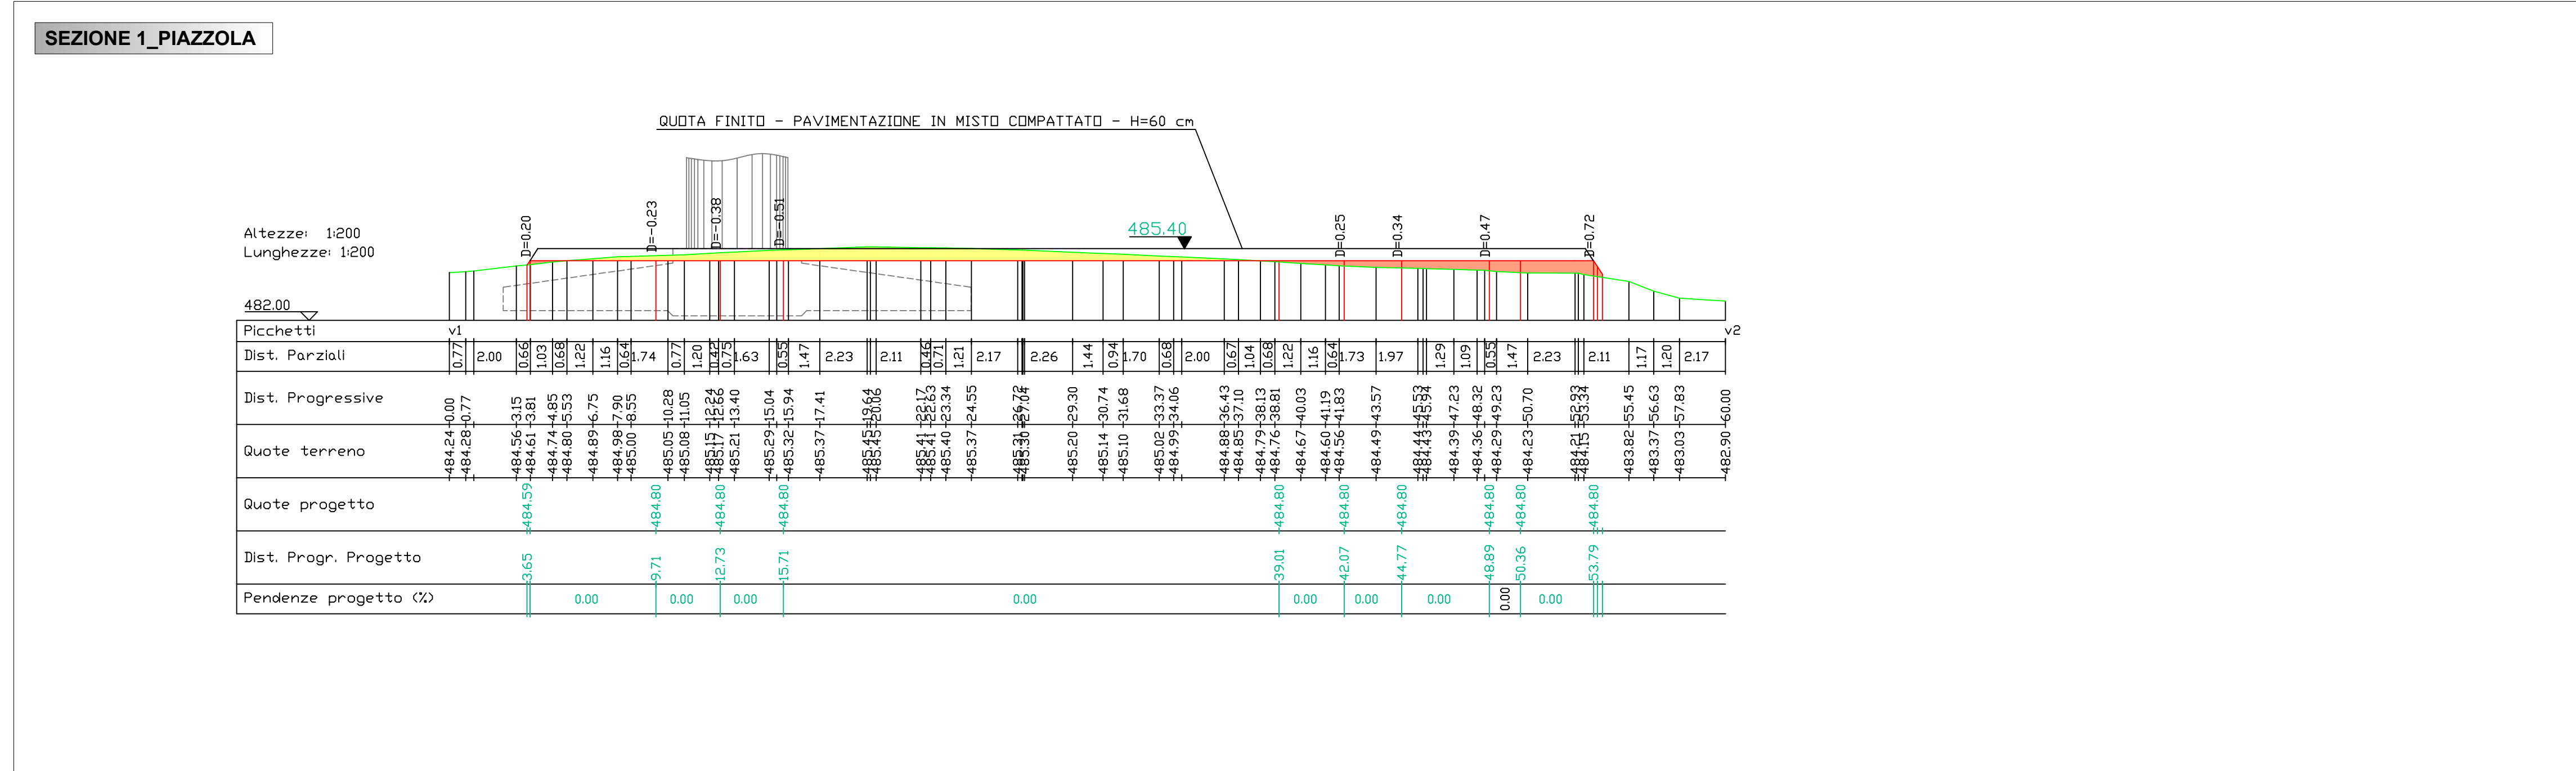 SEZIONE 1_PIAZZOLA
QUOTA FINITO - PAVIMENTAZIONE IN MISTO COMPATTATO - H=60 cm
D=0.20 D=-0.23 D=-0.38 D=-0.51 D=0.25 D=0.34 D=0.47 D=0.72
485.40
Altezze: 1:200
Lunghezze: 1:200
482.00
Picchetti v1 v2
Dist. Parziali 0.77 2.00 0.66 1.03 0.68 1.22 1.16 0.64 1.74 0.77 1.20 0.42 0.75 1.63 0.55 1.47 2.23 2.11 0.46 0.71 1.21 2.17 2.26 1.44 0.94 1.70 0.68 2.00 0.67 1.04 0.68 1.22 1.16 0.64 1.73 1.97 1.29 1.09 0.55 1.47 2.23 2.11 1.17 1.20 2.17
Dist. Progressive 0.00 0.77 3.15 3.81 4.85 5.53 6.75 7.90 8.55 10.28 11.05 12.24 12.66 13.40 15.04 15.94 17.41 19.64 20.06 22.17 22.63 23.34 24.55 26.72 27.04 29.30 30.74 31.68 33.37 34.06 36.43 37.10 38.13 38.81 40.03 41.19 41.83 43.57 45.53 45.94 47.23 48.32 49.23 50.70 52.93 53.34 55.45 56.63 57.83 60.00
Quote terreno 484.24 484.28 484.56 484.61 484.74 484.80 484.89 484.98 485.00 485.05 485.08 485.15 485.17 485.21 485.29 485.32 485.37 485.45 485.45 485.41 485.41 485.40 485.37 485.31 485.30 485.20 485.14 485.10 485.02 484.99 484.88 484.85 484.79 484.76 484.67 484.60 484.56 484.49 484.44 484.43 484.39 484.36 484.29 484.23 484.21 484.15 483.82 483.37 483.03 482.90
Quote progetto 484.59 484.80 484.80 484.80 484.80 484.80 484.80 484.80 484.80 484.80
Dist. Progr. Progetto 3.65 9.71 12.73 15.71 39.01 42.07 44.77 48.89 50.36 53.79
Pendenze progetto (%) 0.00 0.00 0.00 0.00 0.00 0.00 0.00 0.00 0.00